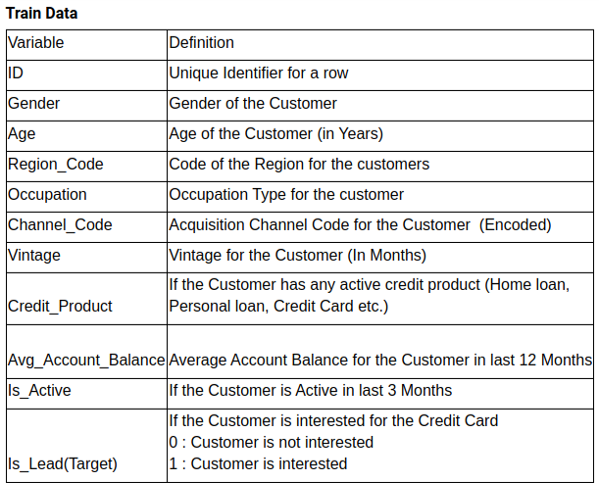 Train Data
Variable Definition
ID Unique Identifier for a row
Gender Gender of the Customer
Age Age of the Customer (in Years)
Region_Code Code of the Region for the customers
Occupation Occupation Type for the customer
Channel_Code Acquisition Channel Code for the Customer (Encoded)
Vintage Vintage for the Customer (In Months)
If the Customer has any active credit product (Home loan,
Credit_Product Personal loan, Credit Card etc.)
Avg_Account_Balance Average Account Balance for the Customer in last 12 Months
Is_Active If the Customer is Active in last 3 Months
If the Customer is interested for the Credit Card
0 : Customer is not interested
Is_Lead(Target) 1 : Customer is interested